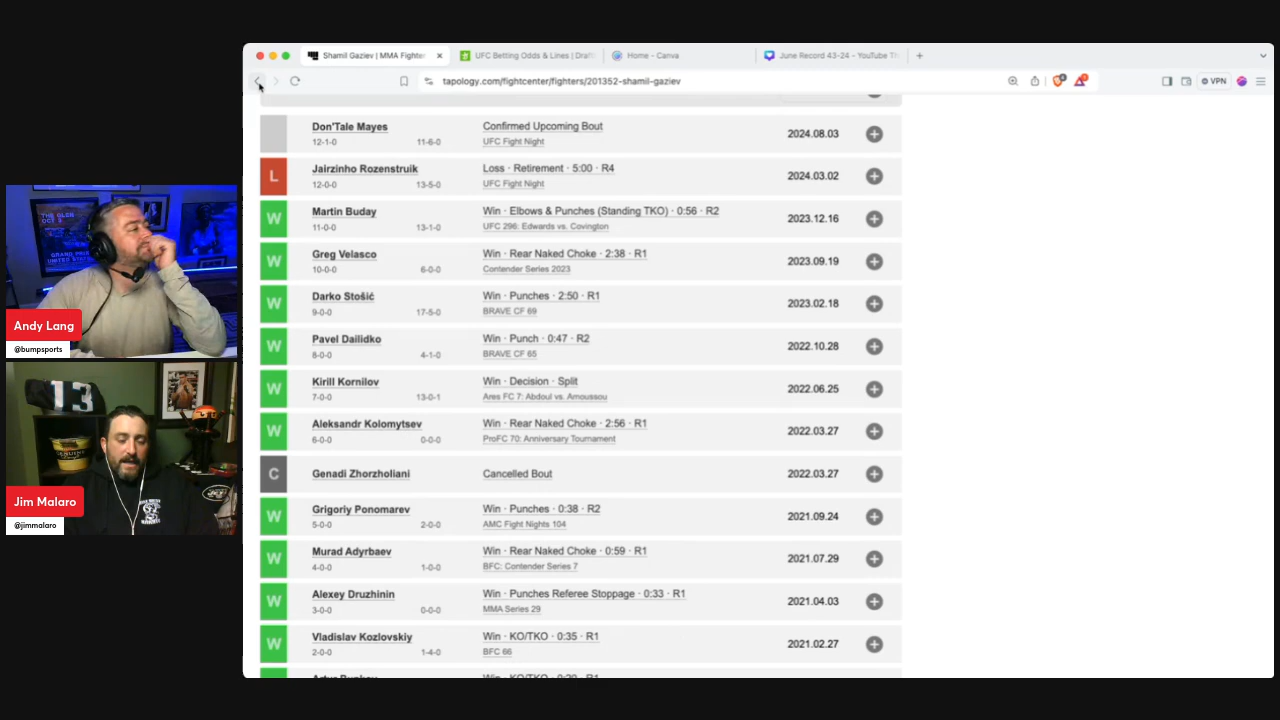 Shamil Gaziev | MMA Fighter
UFC Betting Odds & Lines | Draft
Home - Canva
June Record 43-24 - YouTube Th
tapology.com/fightcenter/fighters/201352-shamil-gaziev
VPN
Don'Tale Mayes Confirmed Upcoming Bout 2024.08.03
12-1-0 11-6-0 UFC Fight Night
L Jairzinho Rozenstruik Loss · Retirement · 5:00 · R4 2024.03.02
12-0-0 13-5-0 UFC Fight Night
W Martin Buday Win · Elbows & Punches (Standing TKO) · 0:56 · R2 2023.12.16
11-0-0 13-1-0 UFC 296: Edwards vs. Covington
W Greg Velasco Win · Rear Naked Choke · 2:38 · R1 2023.09.19
10-0-0 6-0-0 Contender Series 2023
W Darko Stošić Win · Punches · 2:50 · R1 2023.02.18
9-0-0 17-5-0 BRAVE CF 69
W Pavel Dailidko Win · Punch · 0:47 · R2 2022.10.28
8-0-0 4-1-0 BRAVE CF 65
W Kirill Kornilov Win · Decision · Split 2022.06.25
7-0-0 13-0-1 Ares FC 7: Abdoul vs. Amoussou
W Aleksandr Kolomytsev Win · Rear Naked Choke · 2:56 · R1 2022.03.27
6-0-0 0-0-0 ProFC 70: Anniversary Tournament
C Genadi Zhorzholiani Cancelled Bout 2022.03.27
W Grigoriy Ponomarev Win · Punches · 0:38 · R2 2021.09.24
5-0-0 2-0-0 AMC Fight Nights 104
W Murad Adyrbaev Win · Rear Naked Choke · 0:59 · R1 2021.07.29
4-0-0 1-0-0 BFC: Contender Series 7
W Alexey Druzhinin Win · Punches Referee Stoppage · 0:33 · R1 2021.04.03
3-0-0 0-0-0 MMA Series 29
W Vladislav Kozlovskiy Win · KO/TKO · 0:35 · R1 2021.02.27
2-0-0 1-4-0 BFC 66
THE GLEN
OCT 3
GRAND PRIX
UNITED STATES
Andy Lang
@bumpsports
13
GENUINE
JETS
Jim Malaro
@jimmalaro